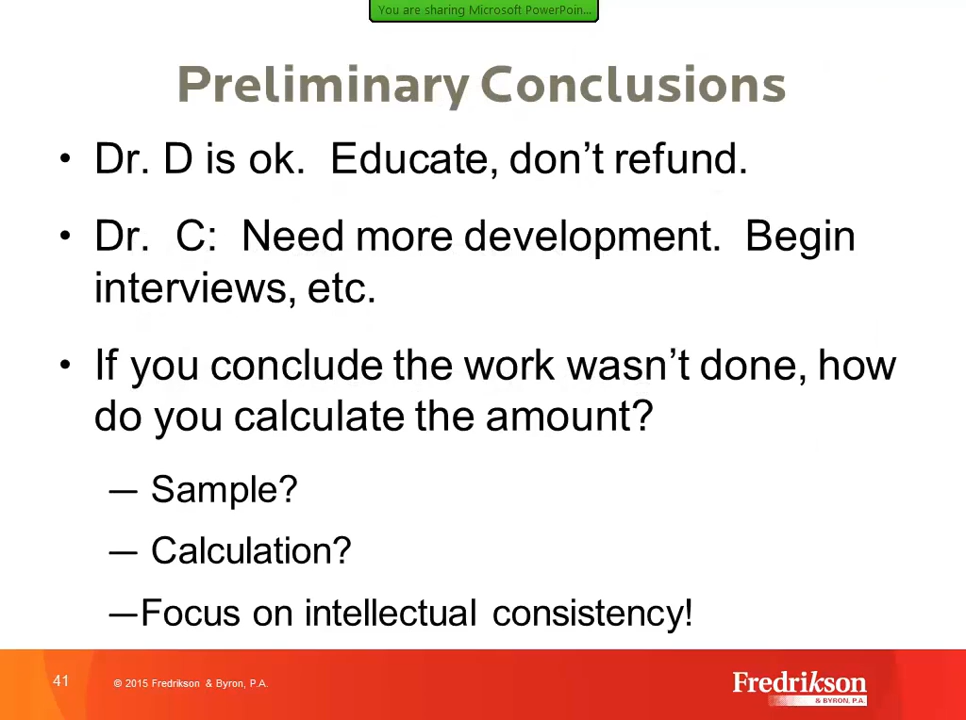 You are sharing Microsoft PowerPoin...
Preliminary Conclusions
• Dr. D is ok. Educate, don't refund.
• Dr. C: Need more development. Begin
interviews, etc.
• If you conclude the work wasn't done, how
do you calculate the amount?
— Sample?
— Calculation?
—Focus on intellectual consistency!
41
© 2015 Fredrikson & Byron, P.A.
Fredrikson
& BYRON, P.A.